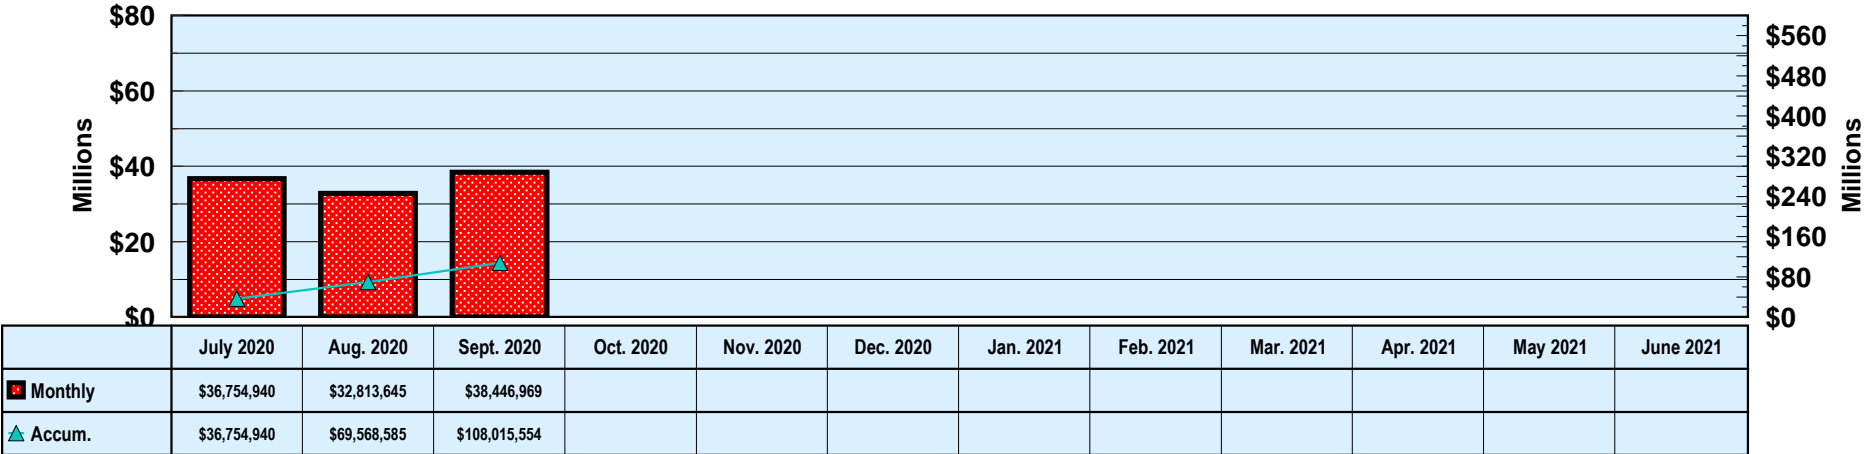 $80
$60
$40
$20
$0
Millions
$560
$480
$400
$320
$240
$160
$80
$0
Millions
July 2020 Aug. 2020 Sept. 2020 Oct. 2020 Nov. 2020 Dec. 2020 Jan. 2021 Feb. 2021 Mar. 2021 Apr. 2021 May 2021 June 2021
Monthly $36,754,940 $32,813,645 $38,446,969
Accum. $36,754,940 $69,568,585 $108,015,554